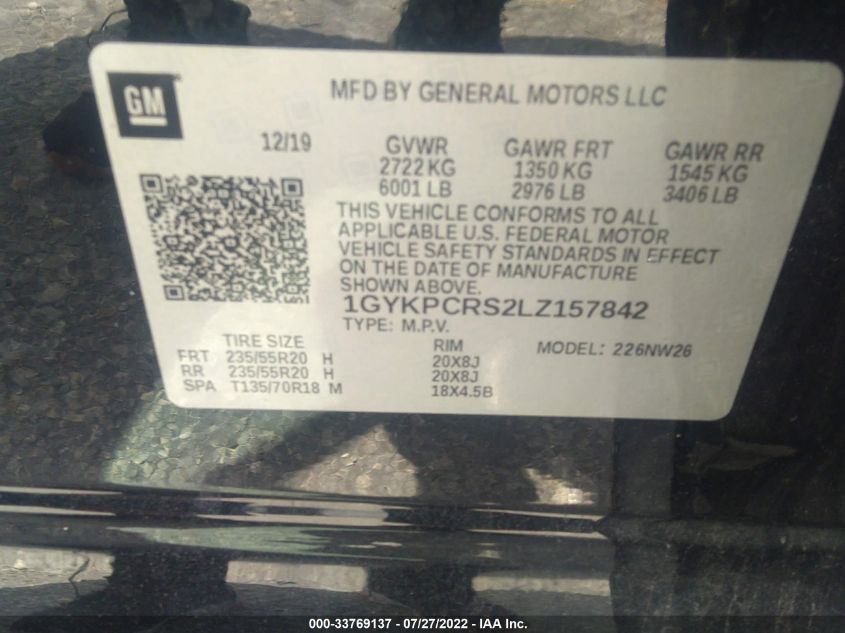 GM
MFD BY GENERAL MOTORS LLC
12/19 GVWR GAWR FRT GAWR RR
2722 KG 1350 KG 1545 KG
6001 LB 2976 LB 3406 LB
THIS VEHICLE CONFORMS TO ALL
APPLICABLE U.S. FEDERAL MOTOR
VEHICLE SAFETY STANDARDS IN EFFECT
ON THE DATE OF MANUFACTURE
SHOWN ABOVE.
1GYKPCRS2LZ157842
TYPE: M.P.V.
TIRE SIZE RIM MODEL: 226NW26
FRT 235/55R20 H 20X8J
RR 235/55R20 H 20X8J
SPA T135/70R18 M 18X4.5B
000-33769137 - 07/27/2022 - IAA Inc.